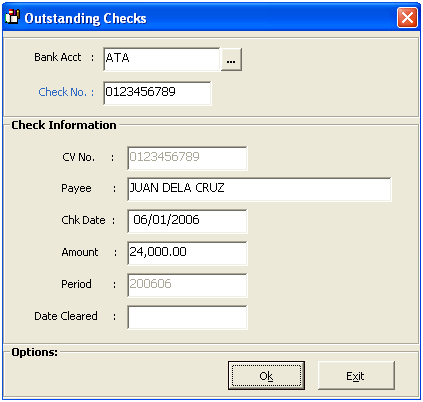 Outstanding Checks
Bank Acct : ATA ...
Check No. : 0123456789
Check Information
CV No. : 0123456789
Payee : JUAN DELA CRUZ
Chk Date : 06/01/2006
Amount : 24,000.00
Period : 200606
Date Cleared :
Options:
Ok Exit